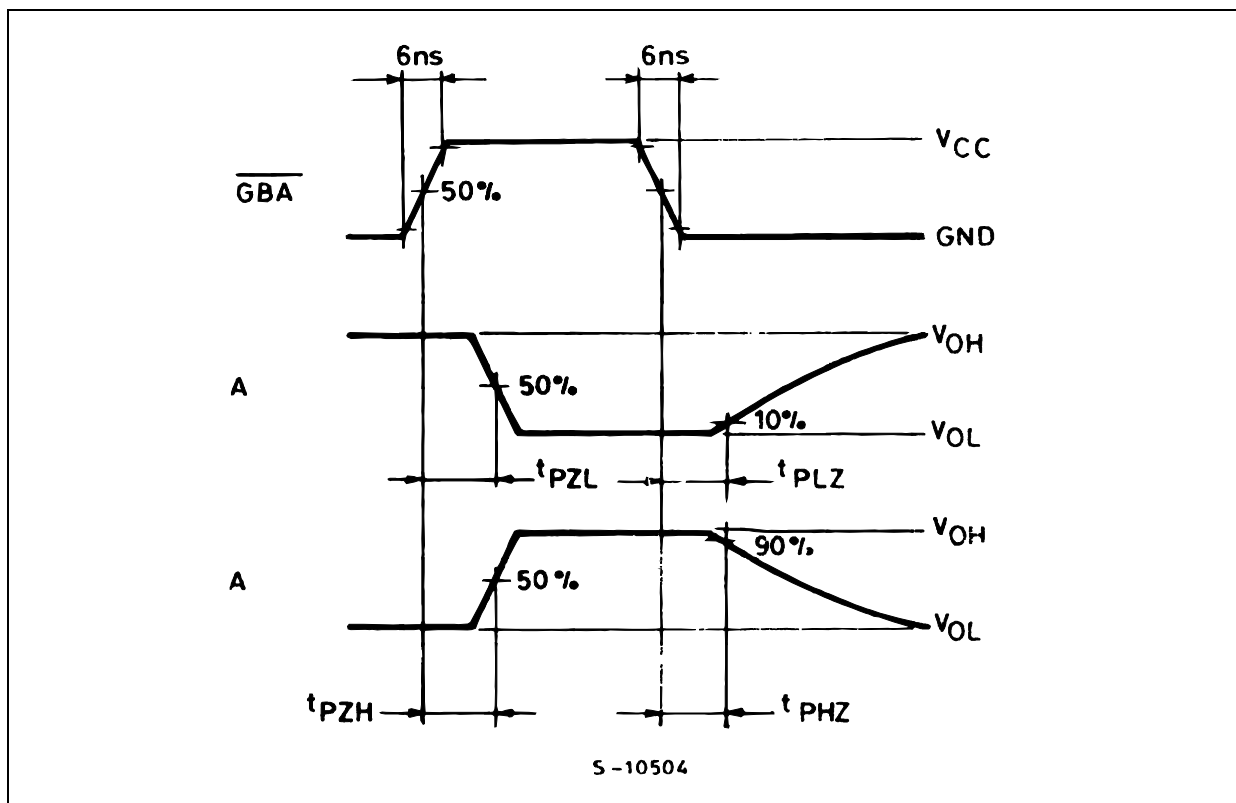 6ns
6ns
GBA
50%
VCC
GND
A
50%
10%
VOH
VOL
tPZL
tPLZ
A
50%
90%
VOH
VOL
tPZH
tPHZ
S-10504